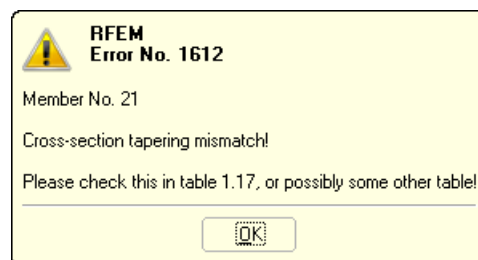 RFEM
Error No. 1612
Member No. 21
Cross-section tapering mismatch!
Please check this in table 1.17, or possibly some other table!
OK